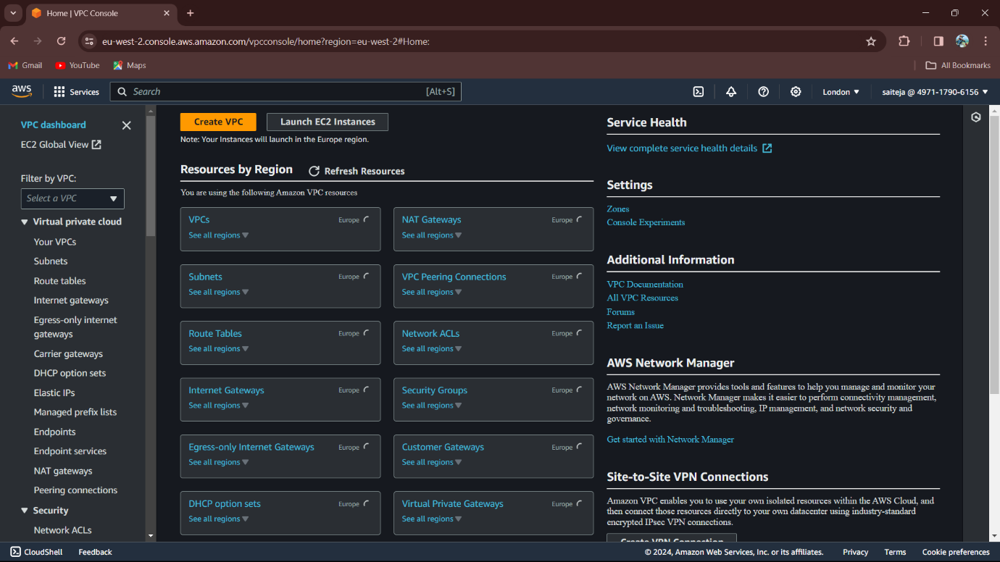 Home | VPC Console
eu-west-2.console.aws.amazon.com/vpcconsole/home?region=eu-west-2#Home:
Gmail
YouTube
Maps
All Bookmarks
aws
Services
Search
[Alt+S]
London
saiteja @ 4971-1790-6156
VPC dashboard
EC2 Global View
Filter by VPC:
Select a VPC
Virtual private cloud
Your VPCs
Subnets
Route tables
Internet gateways
Egress-only internet
gateways
Carrier gateways
DHCP option sets
Elastic IPs
Managed prefix lists
Endpoints
Endpoint services
NAT gateways
Peering connections
Security
Network ACLs
Create VPC
Launch EC2 Instances
Note: Your Instances will launch in the Europe region.
Resources by Region
Refresh Resources
You are using the following Amazon VPC resources
VPCs Europe
See all regions
NAT Gateways Europe
See all regions
Subnets Europe
See all regions
VPC Peering Connections Europe
See all regions
Route Tables Europe
See all regions
Network ACLs Europe
See all regions
Internet Gateways Europe
See all regions
Security Groups Europe
See all regions
Egress-only Internet Gateways Europe
See all regions
Customer Gateways Europe
See all regions
DHCP option sets Europe
See all regions
Virtual Private Gateways Europe
See all regions
Service Health
View complete service health details
Settings
Zones
Console Experiments
Additional Information
VPC Documentation
All VPC Resources
Forums
Report an Issue
AWS Network Manager
AWS Network Manager provides tools and features to help you manage and monitor your
network on AWS. Network Manager makes it easier to perform connectivity management,
network monitoring and troubleshooting, IP management, and network security and
governance.
Get started with Network Manager
Site-to-Site VPN Connections
Amazon VPC enables you to use your own isolated resources within the AWS Cloud, and
then connect those resources directly to your own datacenter using industry-standard
encrypted IPsec VPN connections.
Create VPN Connection
CloudShell
Feedback
© 2024, Amazon Web Services, Inc. or its affiliates.
Privacy
Terms
Cookie preferences